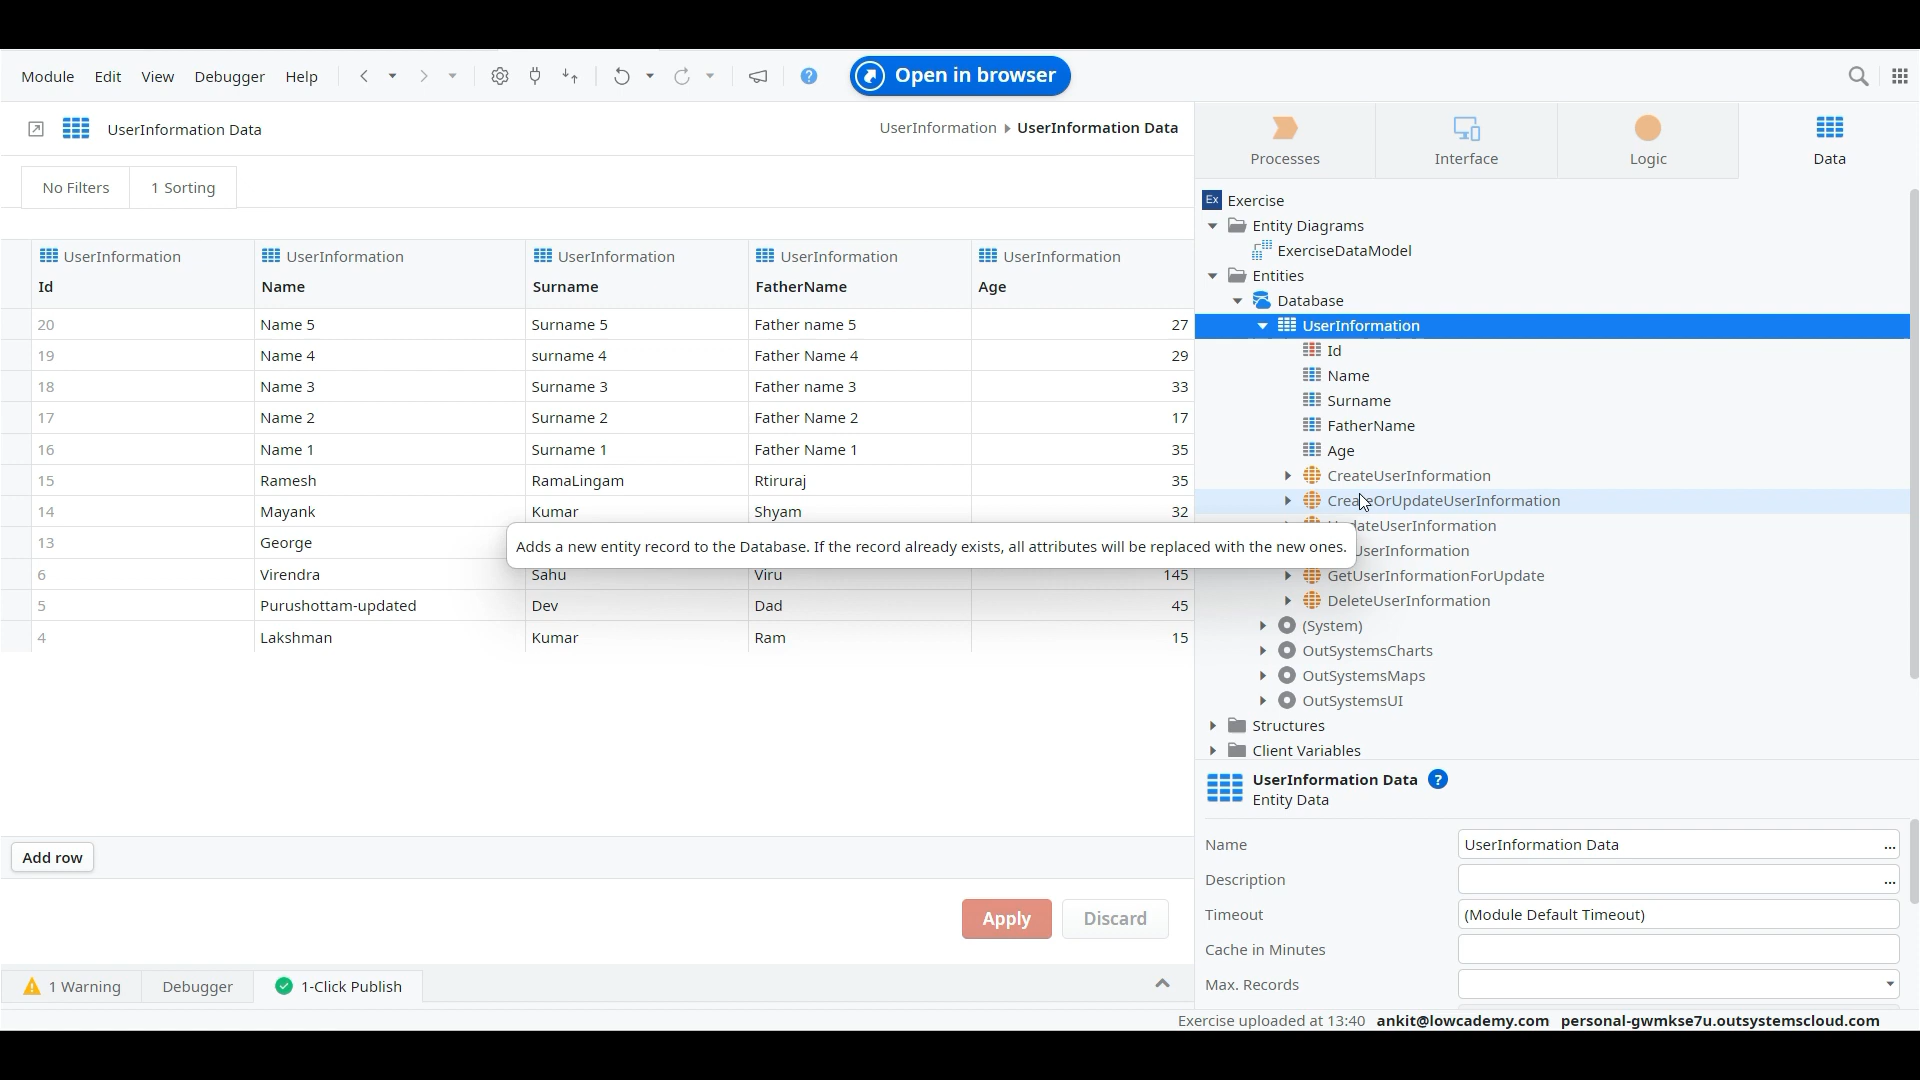 Module Edit View Debugger Help Open in browser
UserInformation Data
UserInformation UserInformation Data
No Filters 1 Sorting
UserInformation UserInformation UserInformation UserInformation UserInformation
Id Name Surname FatherName Age
20 Name 5 Surname 5 Father name 5 27
19 Name 4 surname 4 Father Name 4 29
18 Name 3 Surname 3 Father name 3 33
17 Name 2 Surname 2 Father Name 2 17
16 Name 1 Surname 1 Father Name 1 35
15 Ramesh RamaLingam Rtiruraj 35
14 Mayank Kumar Shyam 32
13 George
Adds a new entity record to the Database. If the record already exists, all attributes will be replaced with the new ones.
6 Virendra Sahu Viru 145
5 Purushottam-updated Dev Dad 45
4 Lakshman Kumar Ram 15
Add row
Apply Discard
1 Warning Debugger 1-Click Publish
Processes Interface Logic Data
Ex Exercise
Entity Diagrams
ExerciseDataModel
Entities
Database
UserInformation
Id
Name
Surname
FatherName
Age
CreateUserInformation
CreateOrUpdateUserInformation
UserInformation
GetUserInformationForUpdate
DeleteUserInformation
(System)
OutSystemsCharts
OutSystemsMaps
OutSystemsUI
Structures
Client Variables
UserInformation Data ?
Entity Data
Name UserInformation Data ...
Description ...
Timeout (Module Default Timeout)
Cache in Minutes
Max. Records
Exercise uploaded at 13:40 ankit@lowcademy.com personal-gwmkse7u.outsystemscloud.com